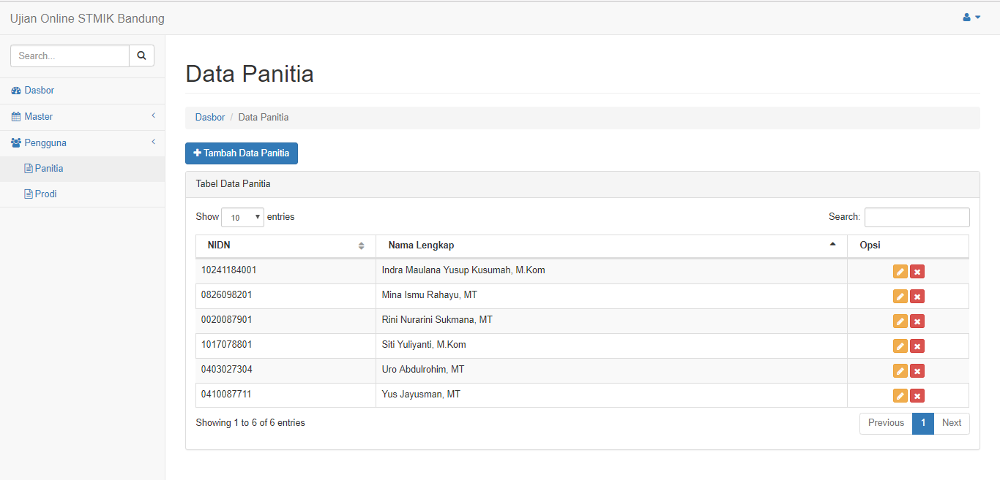 Ujian Online STMIK Bandung
Search...
Dasbor
Master
Pengguna
Panitia
Prodi
Data Panitia
Dasbor / Data Panitia
Tambah Data Panitia
Tabel Data Panitia
Show 10 entries Search:
NIDN Nama Lengkap Opsi
10241184001 Indra Maulana Yusup Kusumah, M.Kom
0826098201 Mina Ismu Rahayu, MT
0020087901 Rini Nurarini Sukmana, MT
1017078801 Siti Yuliyanti, M.Kom
0403027304 Uro Abdulrohim, MT
0410087711 Yus Jayusman, MT
Showing 1 to 6 of 6 entries Previous 1 Next